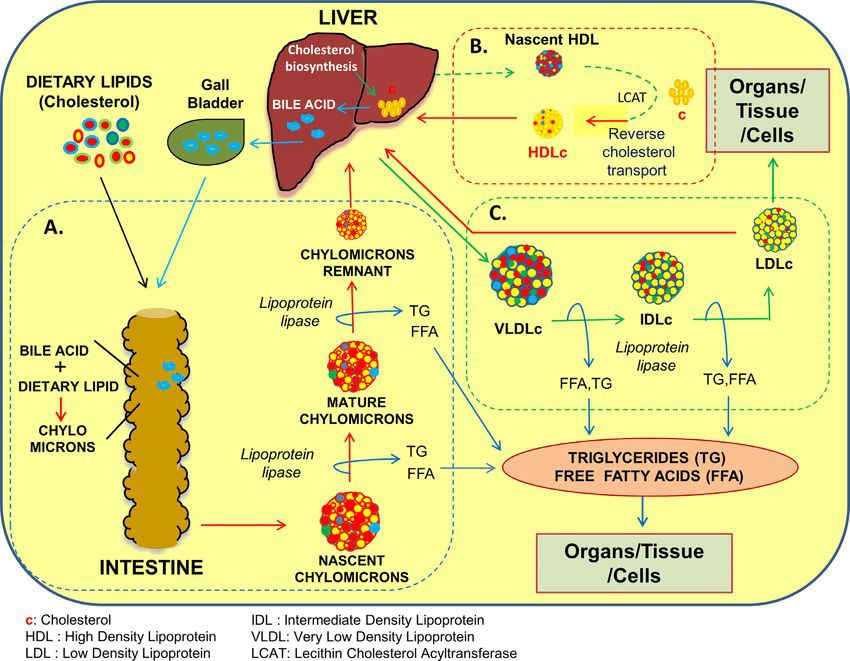 LIVER
Cholesterol
biosynthesis
c
BILE ACID
DIETARY LIPIDS
(Cholesterol)
Gall
Bladder
B.
Nascent HDL
LCAT
c
HDLc
Reverse
cholesterol
transport
Organs/
Tissue
/Cells
A.
CHYLOMICRONS
REMNANT
Lipoprotein
lipase
TG
FFA
MATURE
CHYLOMICRONS
Lipoprotein
lipase
TG
FFA
NASCENT
CHYLOMICRONS
BILE ACID
+
DIETARY LIPID
CHYLO
MICRONS
INTESTINE
C.
LDLc
VLDLc
IDLc
Lipoprotein
lipase
FFA,TG
TG,FFA
TRIGLYCERIDES (TG)
FREE FATTY ACIDS (FFA)
Organs/Tissue
/Cells
c: Cholesterol
HDL : High Density Lipoprotein
LDL : Low Density Lipoprotein
IDL : Intermediate Density Lipoprotein
VLDL: Very Low Density Lipoprotein
LCAT: Lecithin Cholesterol Acyltransferase